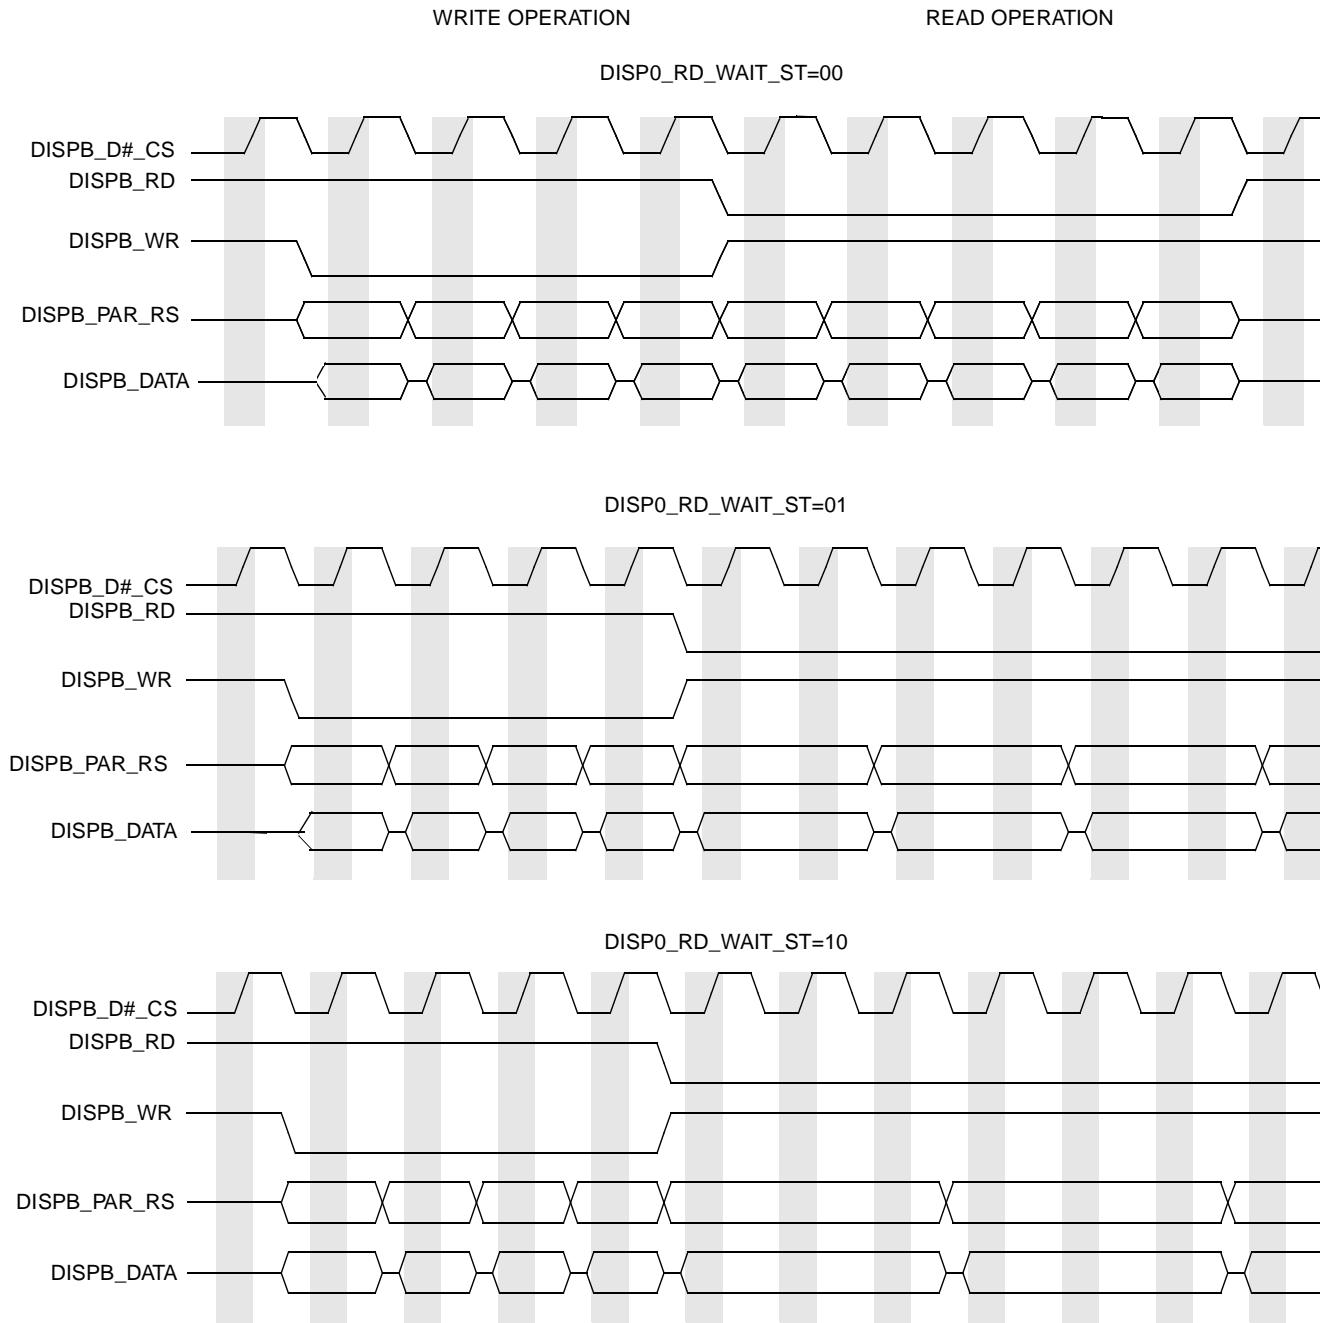 WRITE OPERATION READ OPERATION
DISP0_RD_WAIT_ST=00
DISPB_D#_CS
DISPB_RD
DISPB_WR
DISPB_PAR_RS
DISPB_DATA
DISP0_RD_WAIT_ST=01
DISPB_D#_CS
DISPB_RD
DISPB_WR
DISPB_PAR_RS
DISPB_DATA
DISP0_RD_WAIT_ST=10
DISPB_D#_CS
DISPB_RD
DISPB_WR
DISPB_PAR_RS
DISPB_DATA